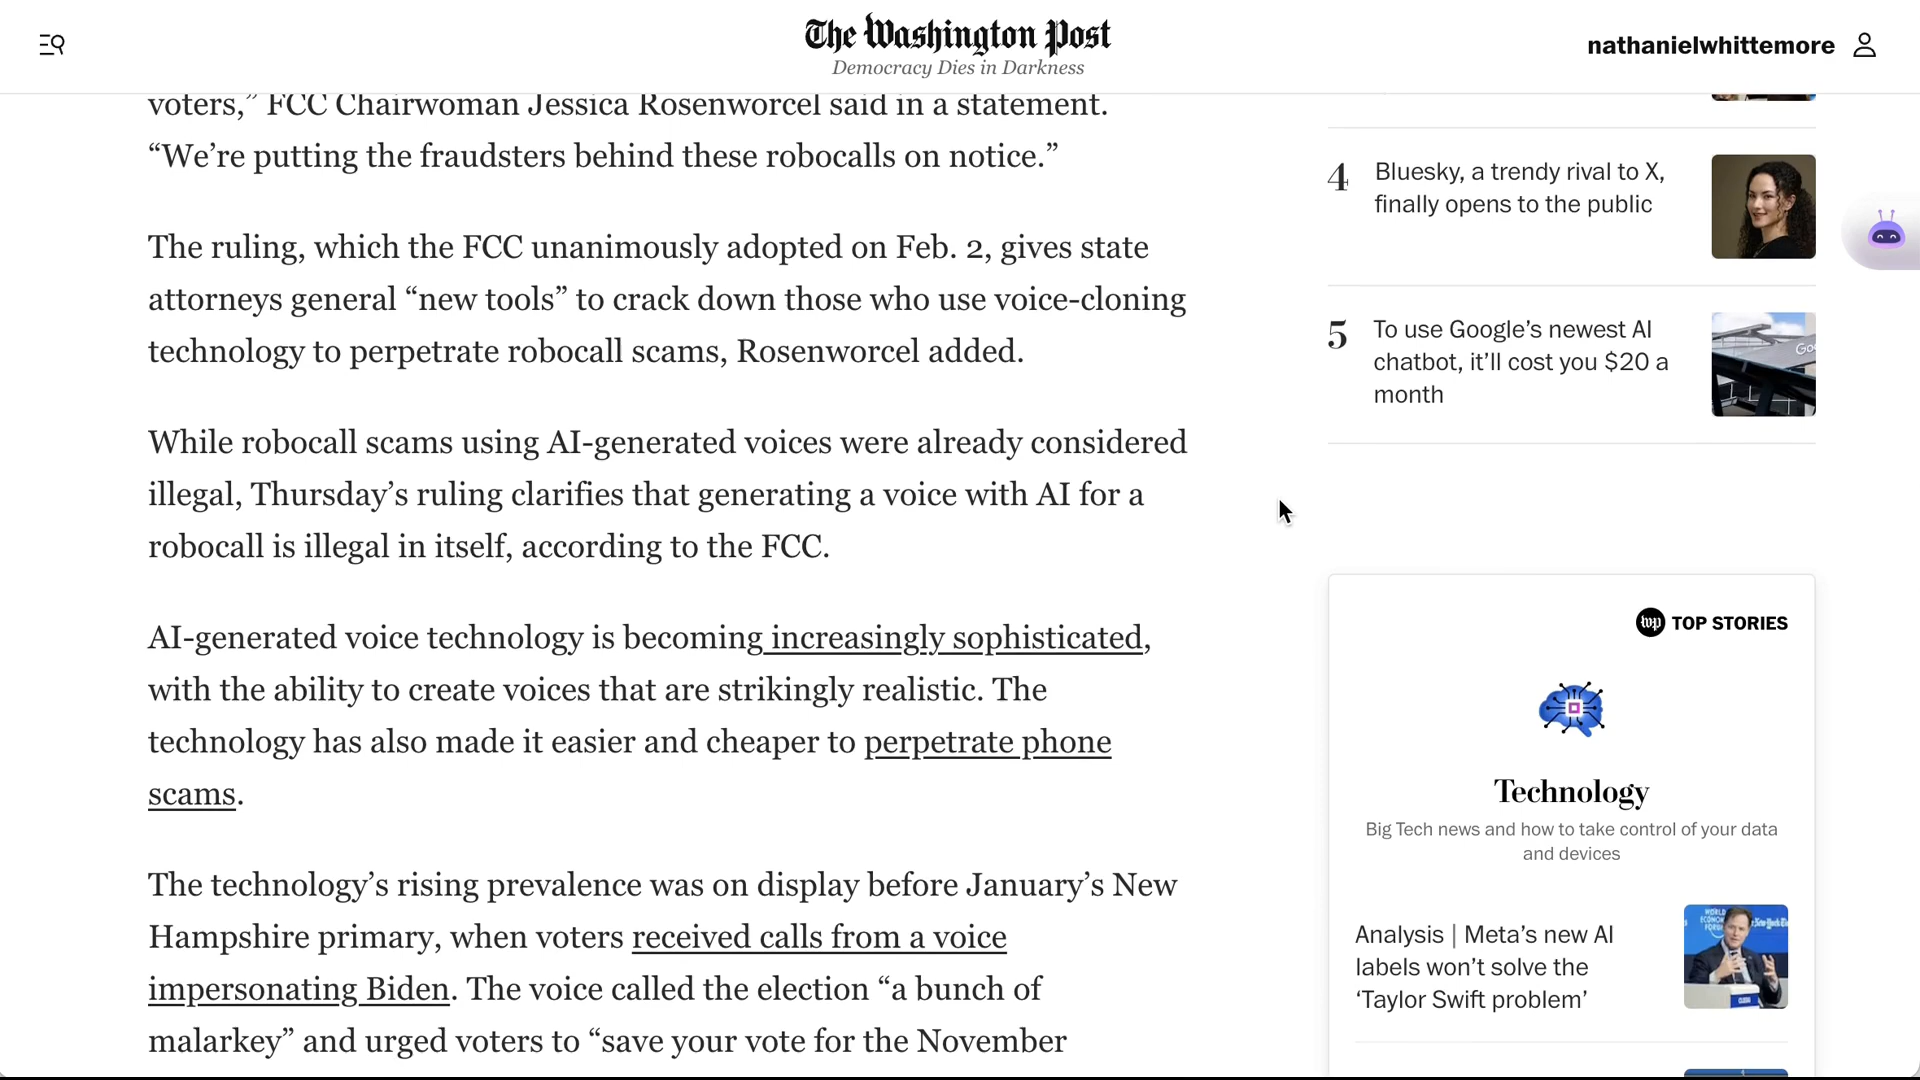 The Washington Post
Democracy Dies in Darkness
nathanielwhittemore
voters,” FCC Chairwoman Jessica Rosenworcel said in a statement.
“We’re putting the fraudsters behind these robocalls on notice.”
The ruling, which the FCC unanimously adopted on Feb. 2, gives state
attorneys general “new tools” to crack down those who use voice-cloning
technology to perpetrate robocall scams, Rosenworcel added.
While robocall scams using AI-generated voices were already considered
illegal, Thursday’s ruling clarifies that generating a voice with AI for a
robocall is illegal in itself, according to the FCC.
AI-generated voice technology is becoming increasingly sophisticated,
with the ability to create voices that are strikingly realistic. The
technology has also made it easier and cheaper to perpetrate phone
scams.
The technology’s rising prevalence was on display before January’s New
Hampshire primary, when voters received calls from a voice
impersonating Biden. The voice called the election “a bunch of
malarkey” and urged voters to “save your vote for the November
4
Bluesky, a trendy rival to X,
finally opens to the public
5
To use Google’s newest AI
chatbot, it’ll cost you $20 a
month
Goo
wp TOP STORIES
Technology
Big Tech news and how to take control of your data
and devices
Analysis | Meta’s new AI
labels won’t solve the
‘Taylor Swift problem’
WORLD
ECONOMIC
FORUM